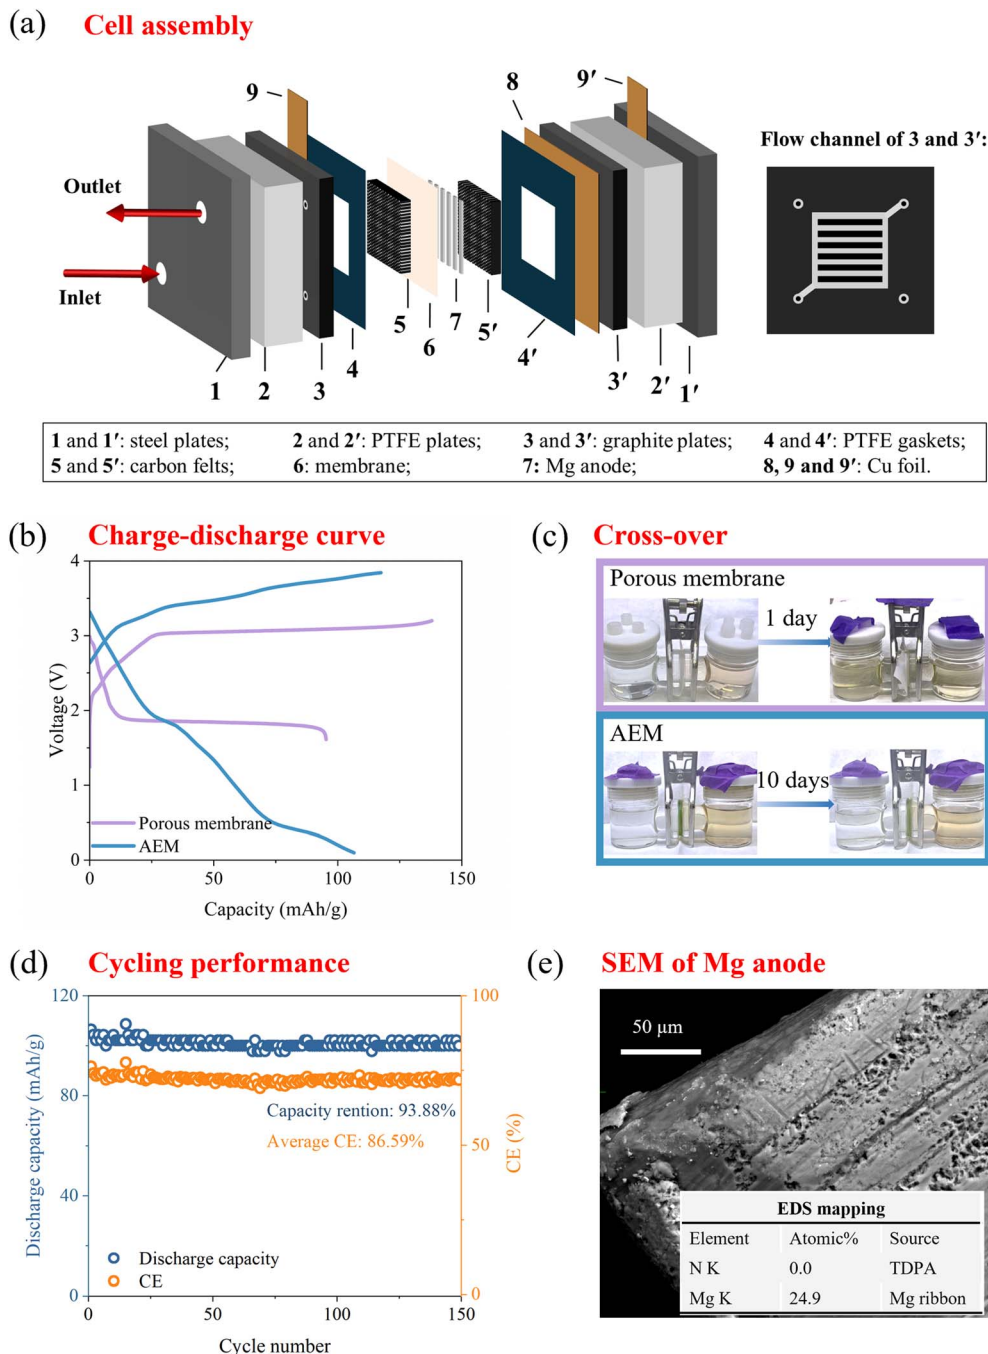 (a) Cell assembly
9
8
9′
Flow channel of 3 and 3′:
Outlet
Inlet
1
2
3
4
5
6
7
5′
4′
3′
2′
1′
1 and 1′: steel plates; 2 and 2′: PTFE plates; 3 and 3′: graphite plates; 4 and 4′: PTFE gaskets;
5 and 5′: carbon felts; 6: membrane; 7: Mg anode; 8, 9 and 9′: Cu foil.
(b) Charge-discharge curve
Voltage (V)
4
3
2
1
0
Porous membrane
AEM
0 50 100 150
Capacity (mAh/g)
(c) Cross-over
Porous membrane
1 day
AEM
10 days
(d) Cycling performance
Discharge capacity (mAh/g)
120
80
40
0
100
50
0
CE (%)
Capacity rention: 93.88%
Average CE: 86.59%
Discharge capacity
CE
0 50 100 150
Cycle number
(e) SEM of Mg anode
50 μm
EDS mapping
Element Atomic% Source
N K 0.0 TDPA
Mg K 24.9 Mg ribbon